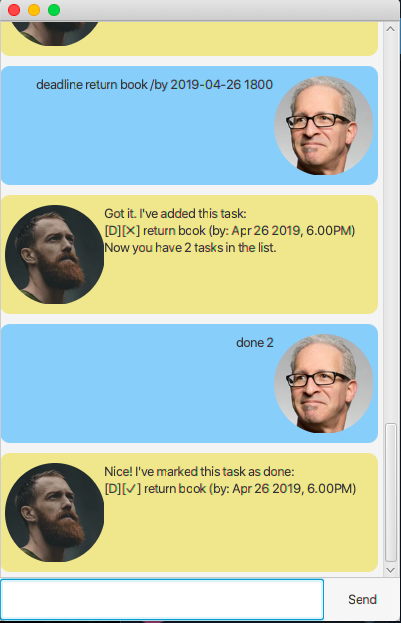 deadline return book /by 2019-04-26 1800
Got it. I've added this task:
[D][✕] return book (by: Apr 26 2019, 6.00PM)
Now you have 2 tasks in the list.
done 2
Nice! I've marked this task as done:
[D][✓] return book (by: Apr 26 2019, 6.00PM)
Send